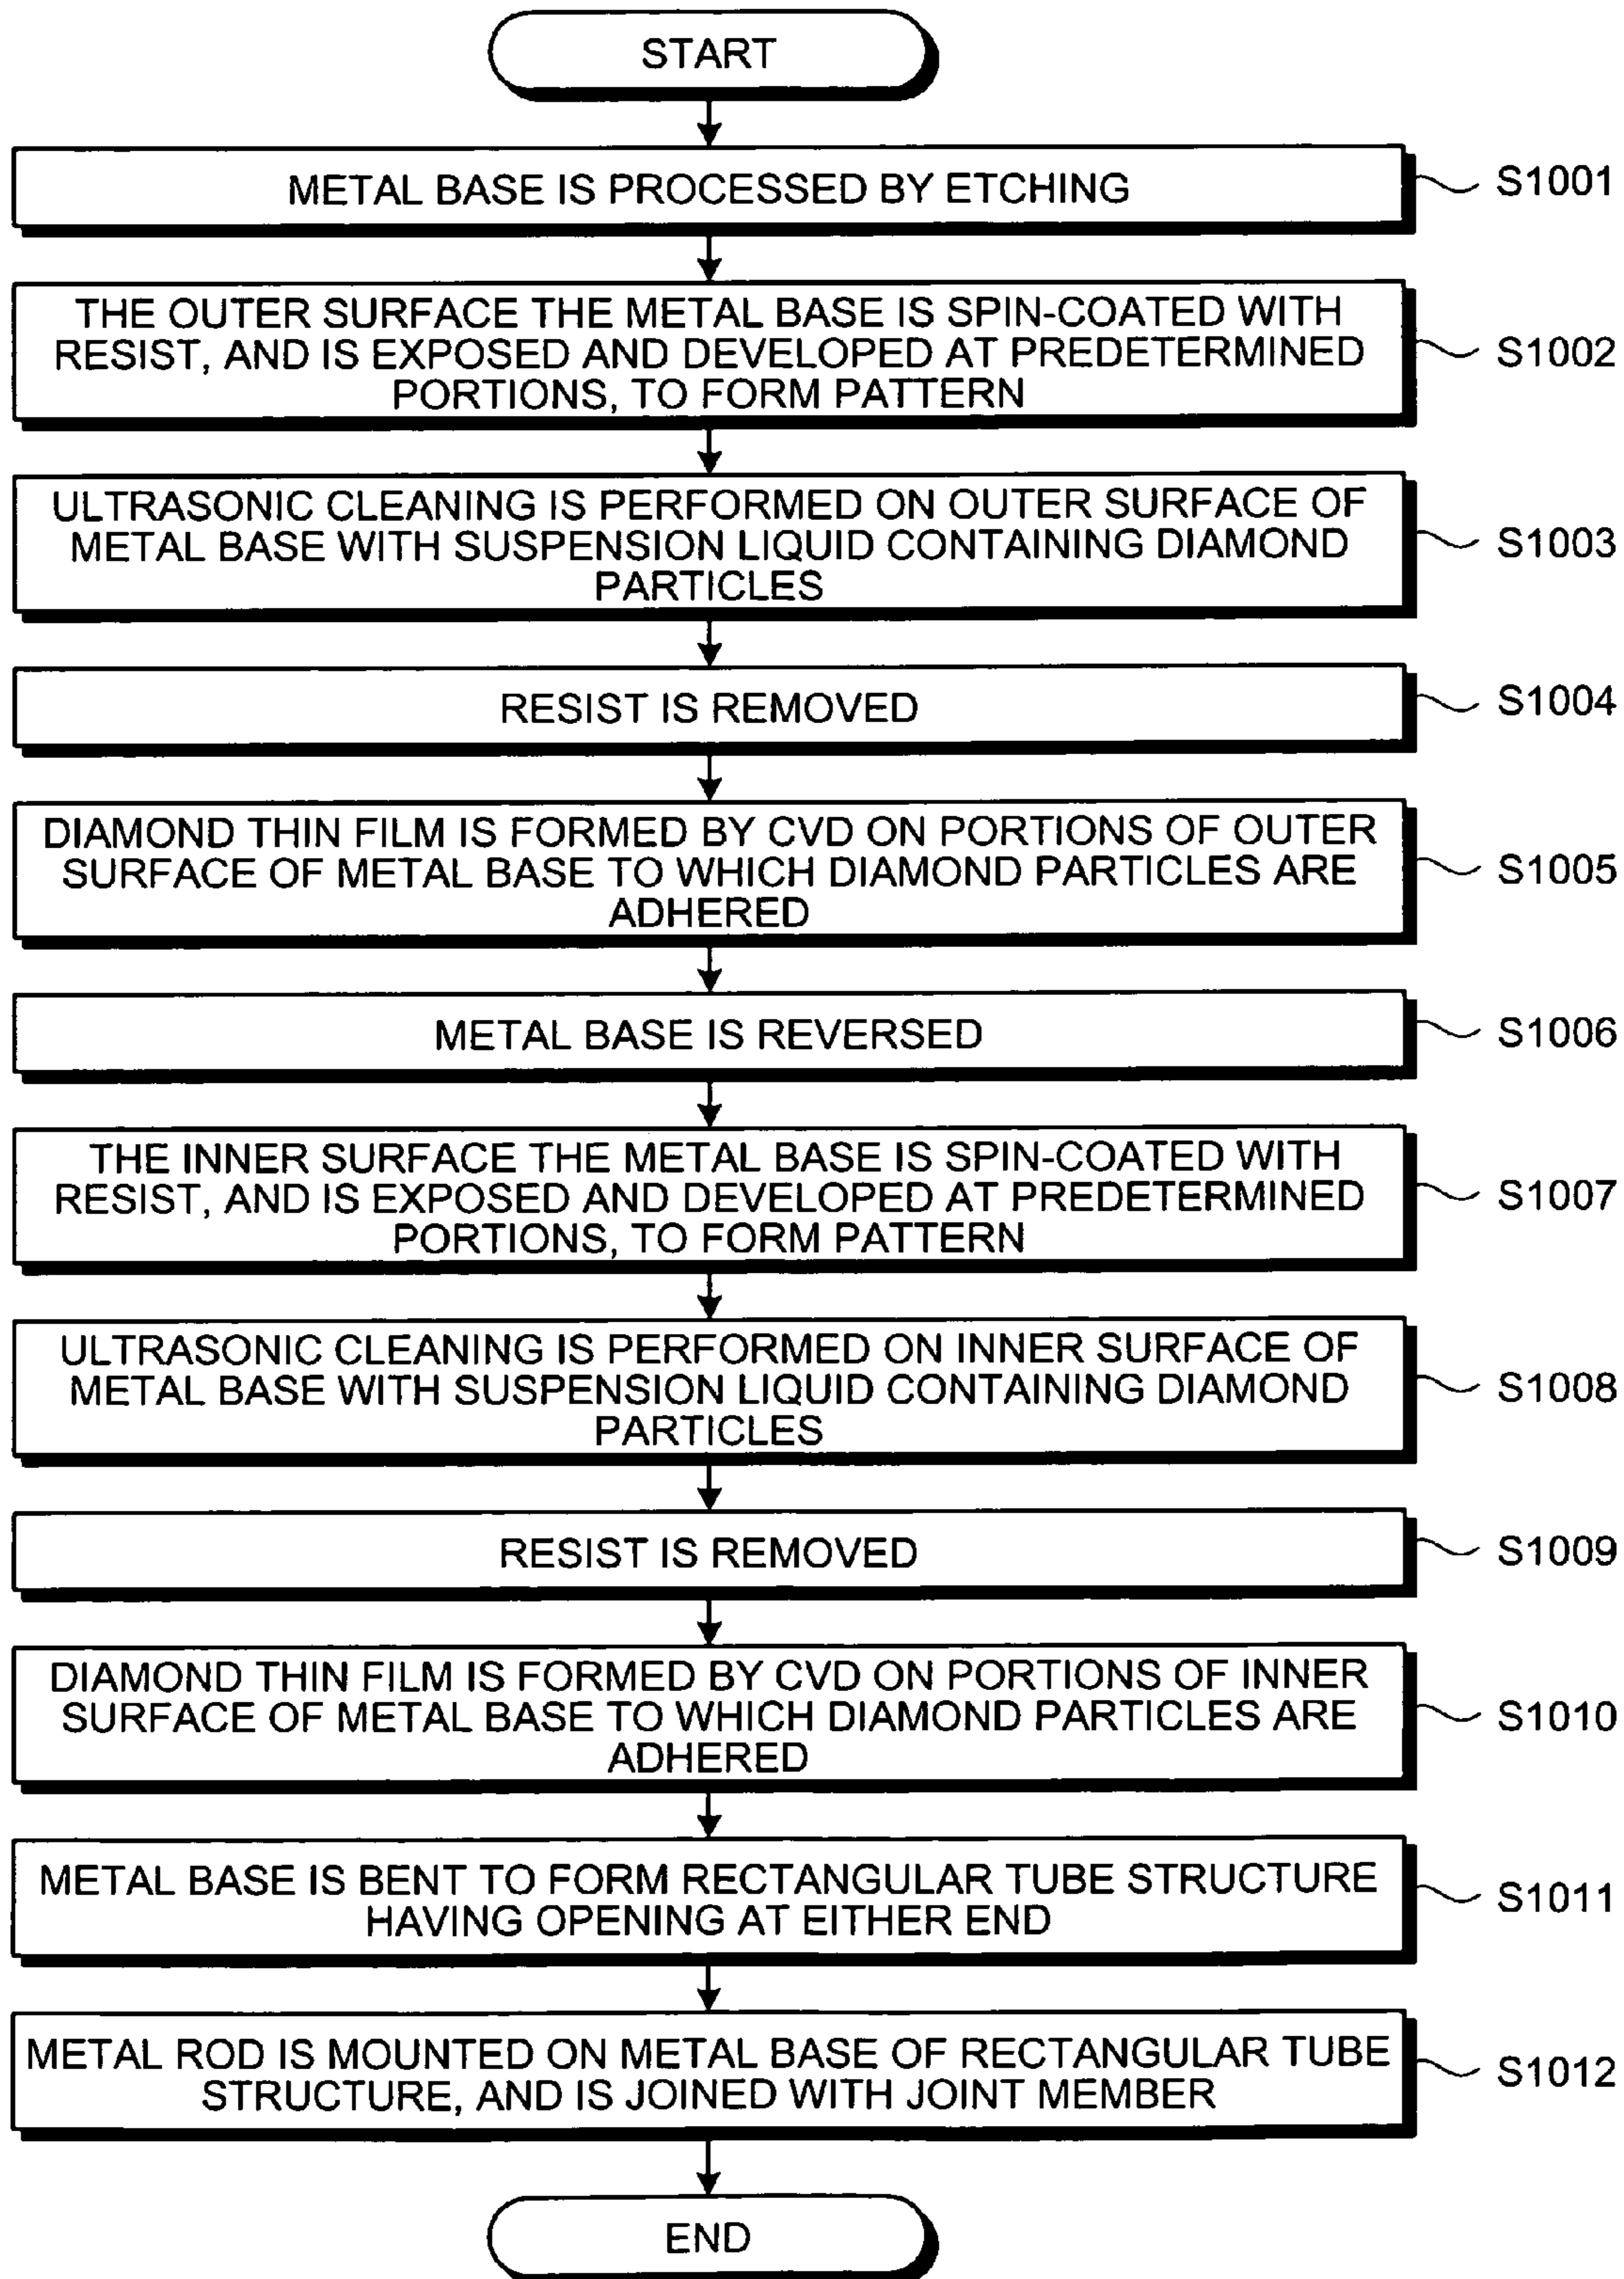 START
METAL BASE IS PROCESSED BY ETCHING
S1001
THE OUTER SURFACE THE METAL BASE IS SPIN-COATED WITH
RESIST, AND IS EXPOSED AND DEVELOPED AT PREDETERMINED
PORTIONS, TO FORM PATTERN
S1002
ULTRASONIC CLEANING IS PERFORMED ON OUTER SURFACE OF
METAL BASE WITH SUSPENSION LIQUID CONTAINING DIAMOND
PARTICLES
S1003
RESIST IS REMOVED
S1004
DIAMOND THIN FILM IS FORMED BY CVD ON PORTIONS OF OUTER
SURFACE OF METAL BASE TO WHICH DIAMOND PARTICLES ARE
ADHERED
S1005
METAL BASE IS REVERSED
S1006
THE INNER SURFACE THE METAL BASE IS SPIN-COATED WITH
RESIST, AND IS EXPOSED AND DEVELOPED AT PREDETERMINED
PORTIONS, TO FORM PATTERN
S1007
ULTRASONIC CLEANING IS PERFORMED ON INNER SURFACE OF
METAL BASE WITH SUSPENSION LIQUID CONTAINING DIAMOND
PARTICLES
S1008
RESIST IS REMOVED
S1009
DIAMOND THIN FILM IS FORMED BY CVD ON PORTIONS OF INNER
SURFACE OF METAL BASE TO WHICH DIAMOND PARTICLES ARE
ADHERED
S1010
METAL BASE IS BENT TO FORM RECTANGULAR TUBE STRUCTURE
HAVING OPENING AT EITHER END
S1011
METAL ROD IS MOUNTED ON METAL BASE OF RECTANGULAR TUBE
STRUCTURE, AND IS JOINED WITH JOINT MEMBER
S1012
END